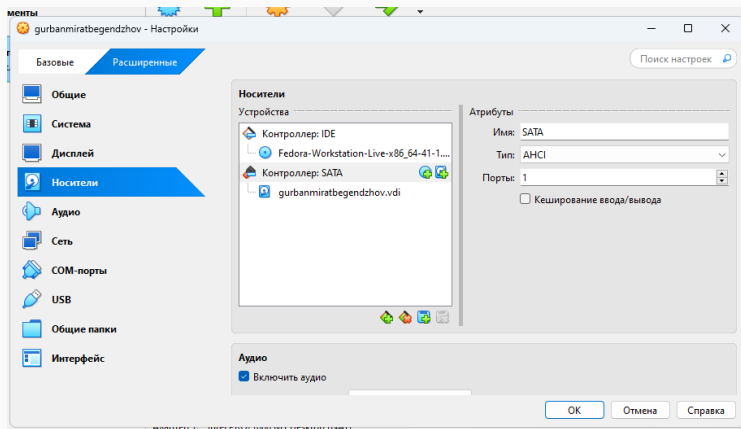 менты
gurbanmiratbegendzhov - Настройки
Базовые
Расширенные
Поиск настроек
Общие
Система
Дисплей
Носители
Аудио
Сеть
COM-порты
USB
Общие папки
Интерфейс
Носители
Устройства
Контроллер: IDE
Fedora-Workstation-Live-x86_64-41-1....
Контроллер: SATA
gurbanmiratbegendzhov.vdi
Атрибуты
Имя: SATA
Тип: AHCI
Порты: 1
Кеширование ввода/вывода
Аудио
Включить аудио
OK
Отмена
Справка